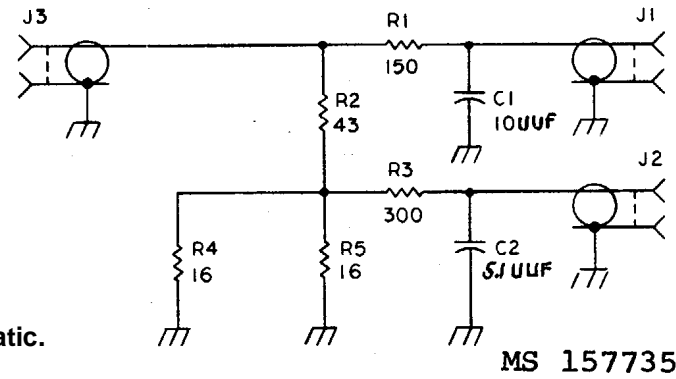 J3
R1
150
J1
R2
43
C1
10UUF
J2
R3
300
R4
16
R5
16
C2
5.1UUF
atic.
MS 157735